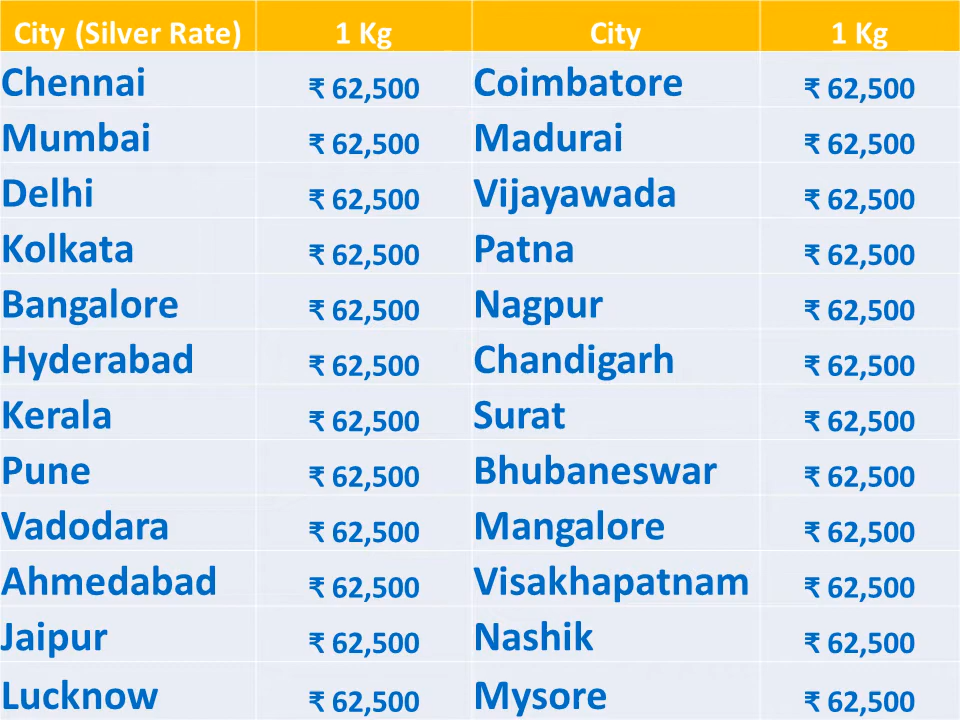 City (Silver Rate) 1 Kg City 1 Kg
Chennai ₹ 62,500 Coimbatore ₹ 62,500
Mumbai ₹ 62,500 Madurai ₹ 62,500
Delhi ₹ 62,500 Vijayawada ₹ 62,500
Kolkata ₹ 62,500 Patna ₹ 62,500
Bangalore ₹ 62,500 Nagpur ₹ 62,500
Hyderabad ₹ 62,500 Chandigarh ₹ 62,500
Kerala ₹ 62,500 Surat ₹ 62,500
Pune ₹ 62,500 Bhubaneswar ₹ 62,500
Vadodara ₹ 62,500 Mangalore ₹ 62,500
Ahmedabad ₹ 62,500 Visakhapatnam ₹ 62,500
Jaipur ₹ 62,500 Nashik ₹ 62,500
Lucknow ₹ 62,500 Mysore ₹ 62,500